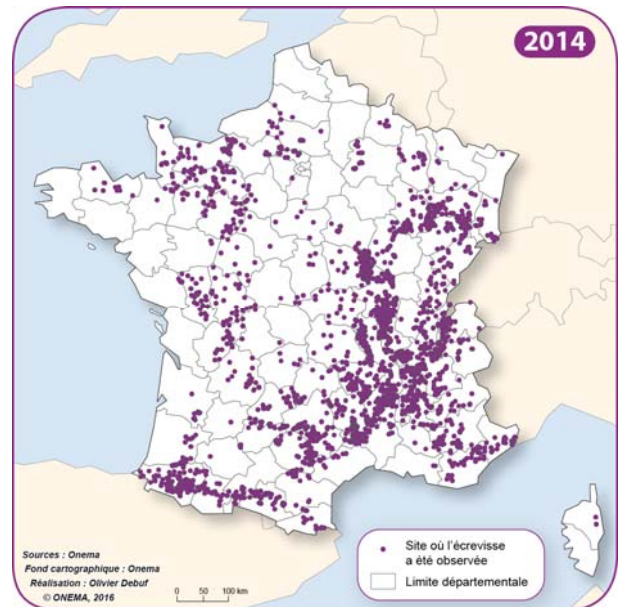 2014
Site où l'écrevisse
a été observée
Limite départementale
Sources : Onema
Fond cartographique : Onema
Réalisation : Olivier Debuf
© ONEMA, 2016
0 50 100 km